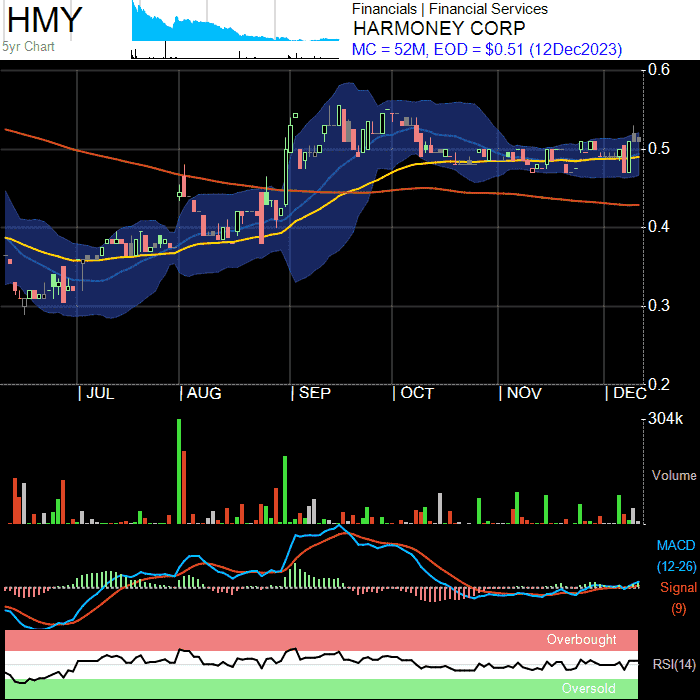 HMY
5yr Chart
Financials | Financial Services
HARMONEY CORP
MC = 52M, EOD = $0.51 (12Dec2023)
0.6
0.5
0.4
0.3
0.2
| JUL
| AUG
| SEP
| OCT
| NOV
| DEC
304k
Volume
MACD
(12-26)
Signal
(9)
Overbought
RSI(14)
Oversold